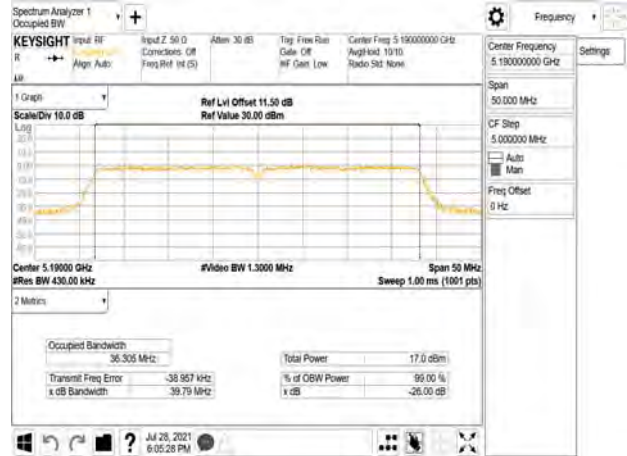 Spectrum Analyzer 1
Occupied BW
Frequency
KEYSIGHT
Input: RF
Input Z: 50 Ω
Atten: 30 dB
Trig: Free Run
Center Freq: 5.190000000 GHz
Corrections: Off
Gate: Off
Avg|Hold: 10/10
R
Align: Auto
Freq Ref: Int (S)
#IF Gain: Low
Radio Std: None
Center Frequency
5.190000000 GHz
Settings
Span
50.000 MHz
CF Step
5.000000 MHz
Auto
Man
Freq Offset
0 Hz
1 Graph
Ref Lvl Offset 11.50 dB
Scale/Div 10.0 dB
Ref Value 30.00 dBm
Log
Center 5.19000 GHz
#Video BW 1.3000 MHz
Span 50 MHz
#Res BW 430.00 kHz
Sweep 1.00 ms (1001 pts)
2 Metrics
Occupied Bandwidth
36.305 MHz
Total Power
17.0 dBm
Transmit Freq Error
-38.957 kHz
% of OBW Power
99.00 %
x dB Bandwidth
39.79 MHz
x dB
-26.00 dB
?
Jul 28, 2021
6:05:28 PM